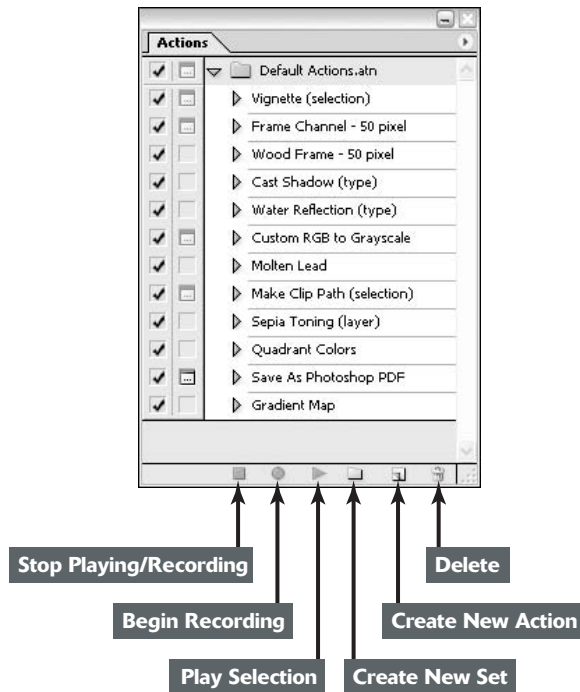 Actions
Default Actions.atn
Vignette (selection)
Frame Channel - 50 pixel
Wood Frame - 50 pixel
Cast Shadow (type)
Water Reflection (type)
Custom RGB to Grayscale
Molten Lead
Make Clip Path (selection)
Sepia Toning (layer)
Quadrant Colors
Save As Photoshop PDF
Gradient Map
Stop Playing/Recording
Delete
Begin Recording
Create New Action
Play Selection
Create New Set